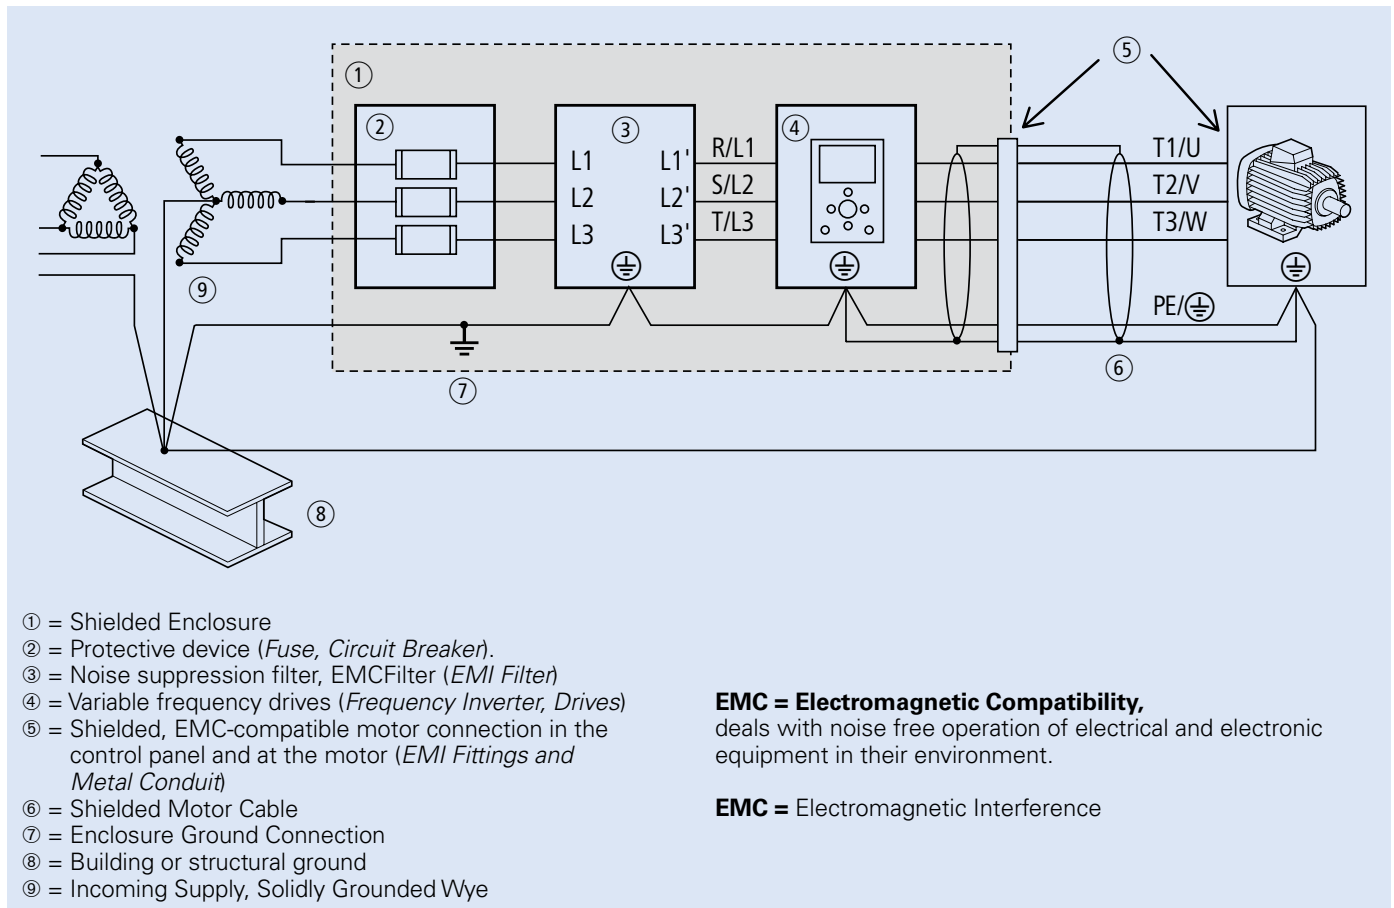 ⑤
①
②
③
④
L1
L1'
R/L1
T1/U
L2
L2'
S/L2
T2/V
L3
L3'
T/L3
T3/W
⑨
PE/
⑥
⑦
⑧
① = Shielded Enclosure
② = Protective device (Fuse, Circuit Breaker).
③ = Noise suppression filter, EMCFilter (EMI Filter)
④ = Variable frequency drives (Frequency Inverter, Drives)
⑤ = Shielded, EMC-compatible motor connection in the
control panel and at the motor (EMI Fittings and
Metal Conduit)
⑥ = Shielded Motor Cable
⑦ = Enclosure Ground Connection
⑧ = Building or structural ground
⑨ = Incoming Supply, Solidly Grounded Wye
EMC = Electromagnetic Compatibility,
deals with noise free operation of electrical and electronic
equipment in their environment.
EMC = Electromagnetic Interference